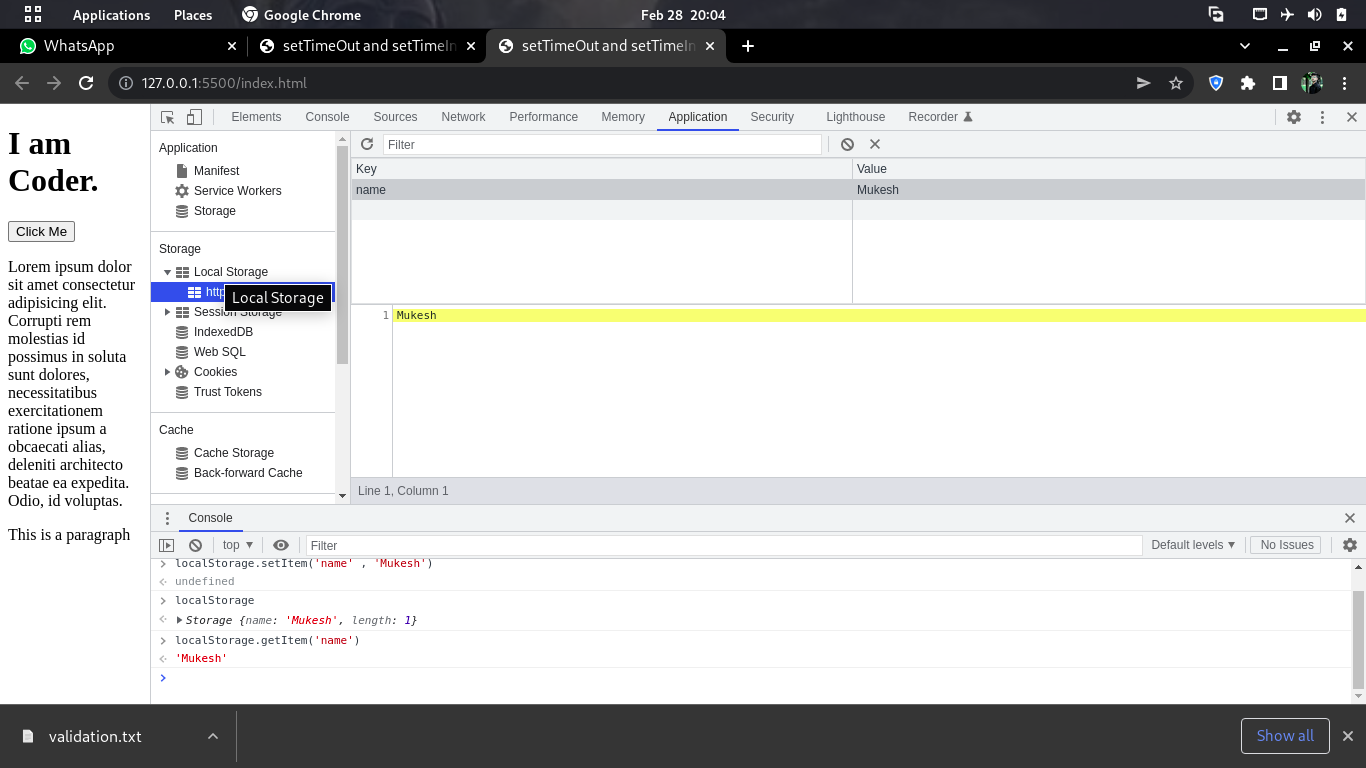 Applications Places Google Chrome Feb 28 20:04
WhatsApp setTimeOut and setTimeIn setTimeOut and setTimeIn
127.0.0.1:5500/index.html
I am
Coder.
Click Me
Lorem ipsum dolor
sit amet consectetur
adipisicing elit.
Corrupti rem
molestias id
possimus in soluta
sunt dolores,
necessitatibus
exercitationem
ratione ipsum a
obcaecati alias,
deleniti architecto
beatae ea expedita.
Odio, id voluptas.
This is a paragraph
Elements Console Sources Network Performance Memory Application Security Lighthouse Recorder
Application
Manifest
Service Workers
Storage
Storage
Local Storage
http
Local Storage
Session Storage
IndexedDB
Web SQL
Cookies
Trust Tokens
Cache
Cache Storage
Back-forward Cache
Filter
Key Value
name Mukesh
1 Mukesh
Line 1, Column 1
Console
top Filter Default levels No Issues
localStorage.setItem('name' , 'Mukesh')
undefined
localStorage
Storage {name: 'Mukesh', length: 1}
localStorage.getItem('name')
'Mukesh'
validation.txt Show all